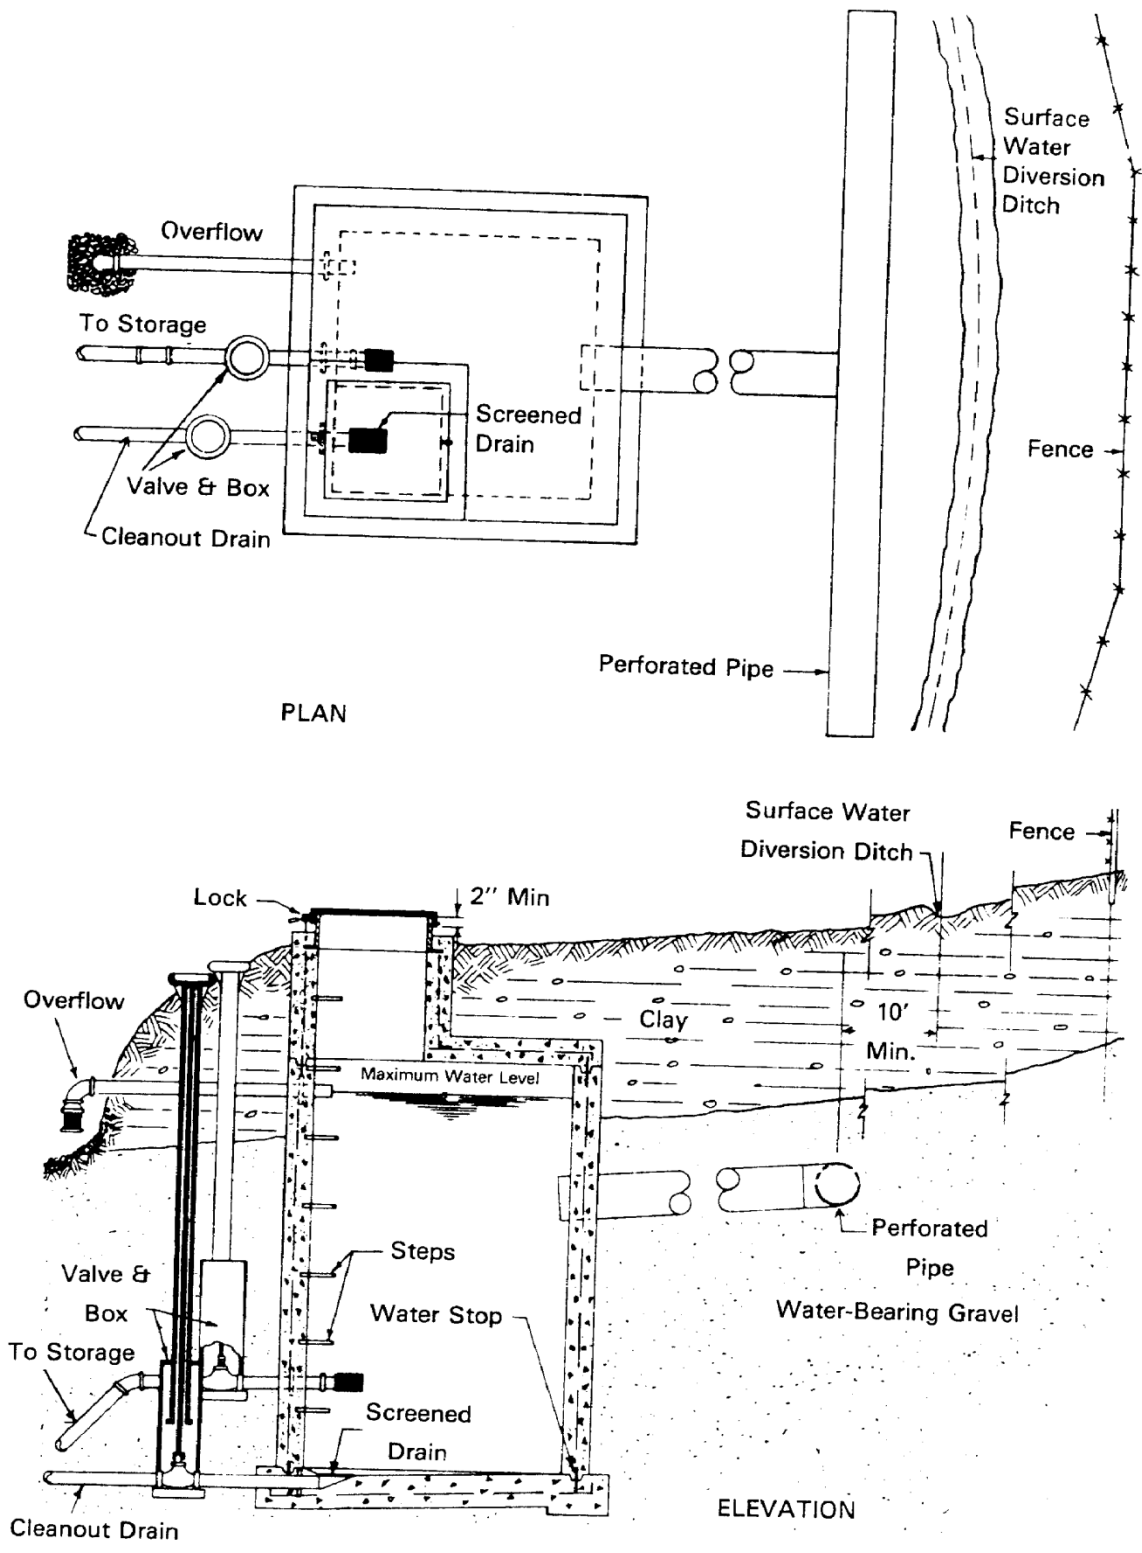 Surface
Water
Diversion
Ditch
Overflow
To Storage
Screened
Drain
Fence
Valve & Box
Cleanout Drain
Perforated Pipe
PLAN
Surface Water
Diversion Ditch
Fence
Lock
2" Min
Overflow
Clay
10'
Min.
Maximum Water Level
Steps
Perforated
Pipe
Valve &
Box
Water Stop
Water-Bearing Gravel
To Storage
Screened
Drain
ELEVATION
Cleanout Drain